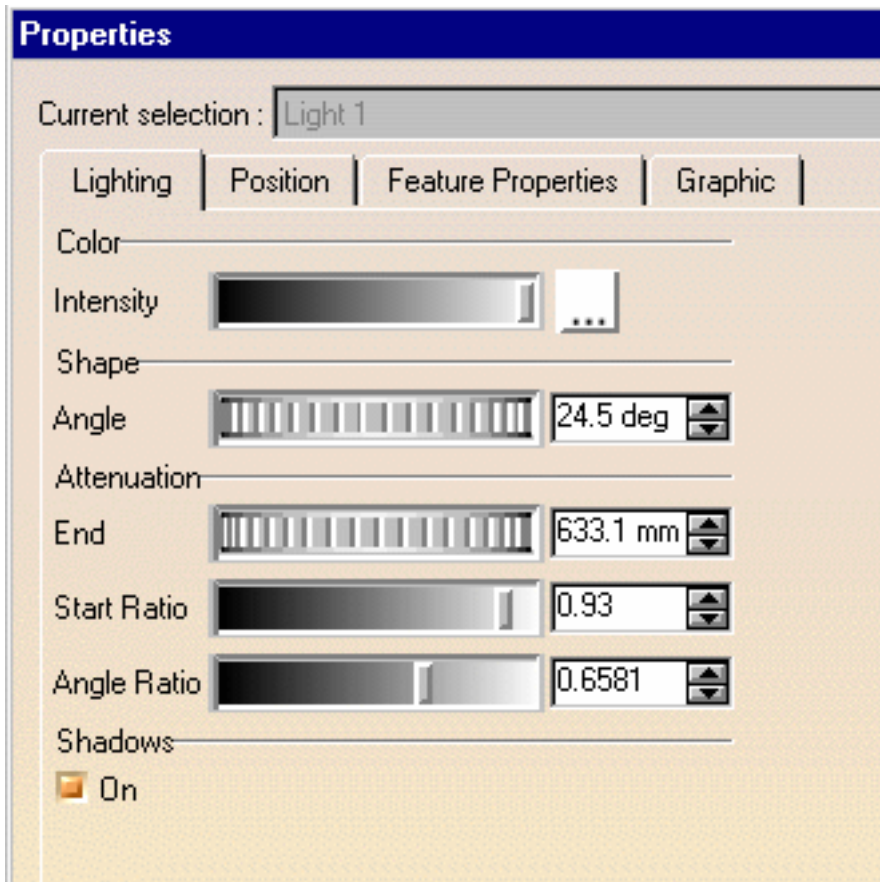 Properties
Current selection : Light 1
Lighting Position Feature Properties Graphic
Color
Intensity ...
Shape
Angle 24.5 deg
Attenuation
End 633.1 mm
Start Ratio 0.93
Angle Ratio 0.6581
Shadows
On